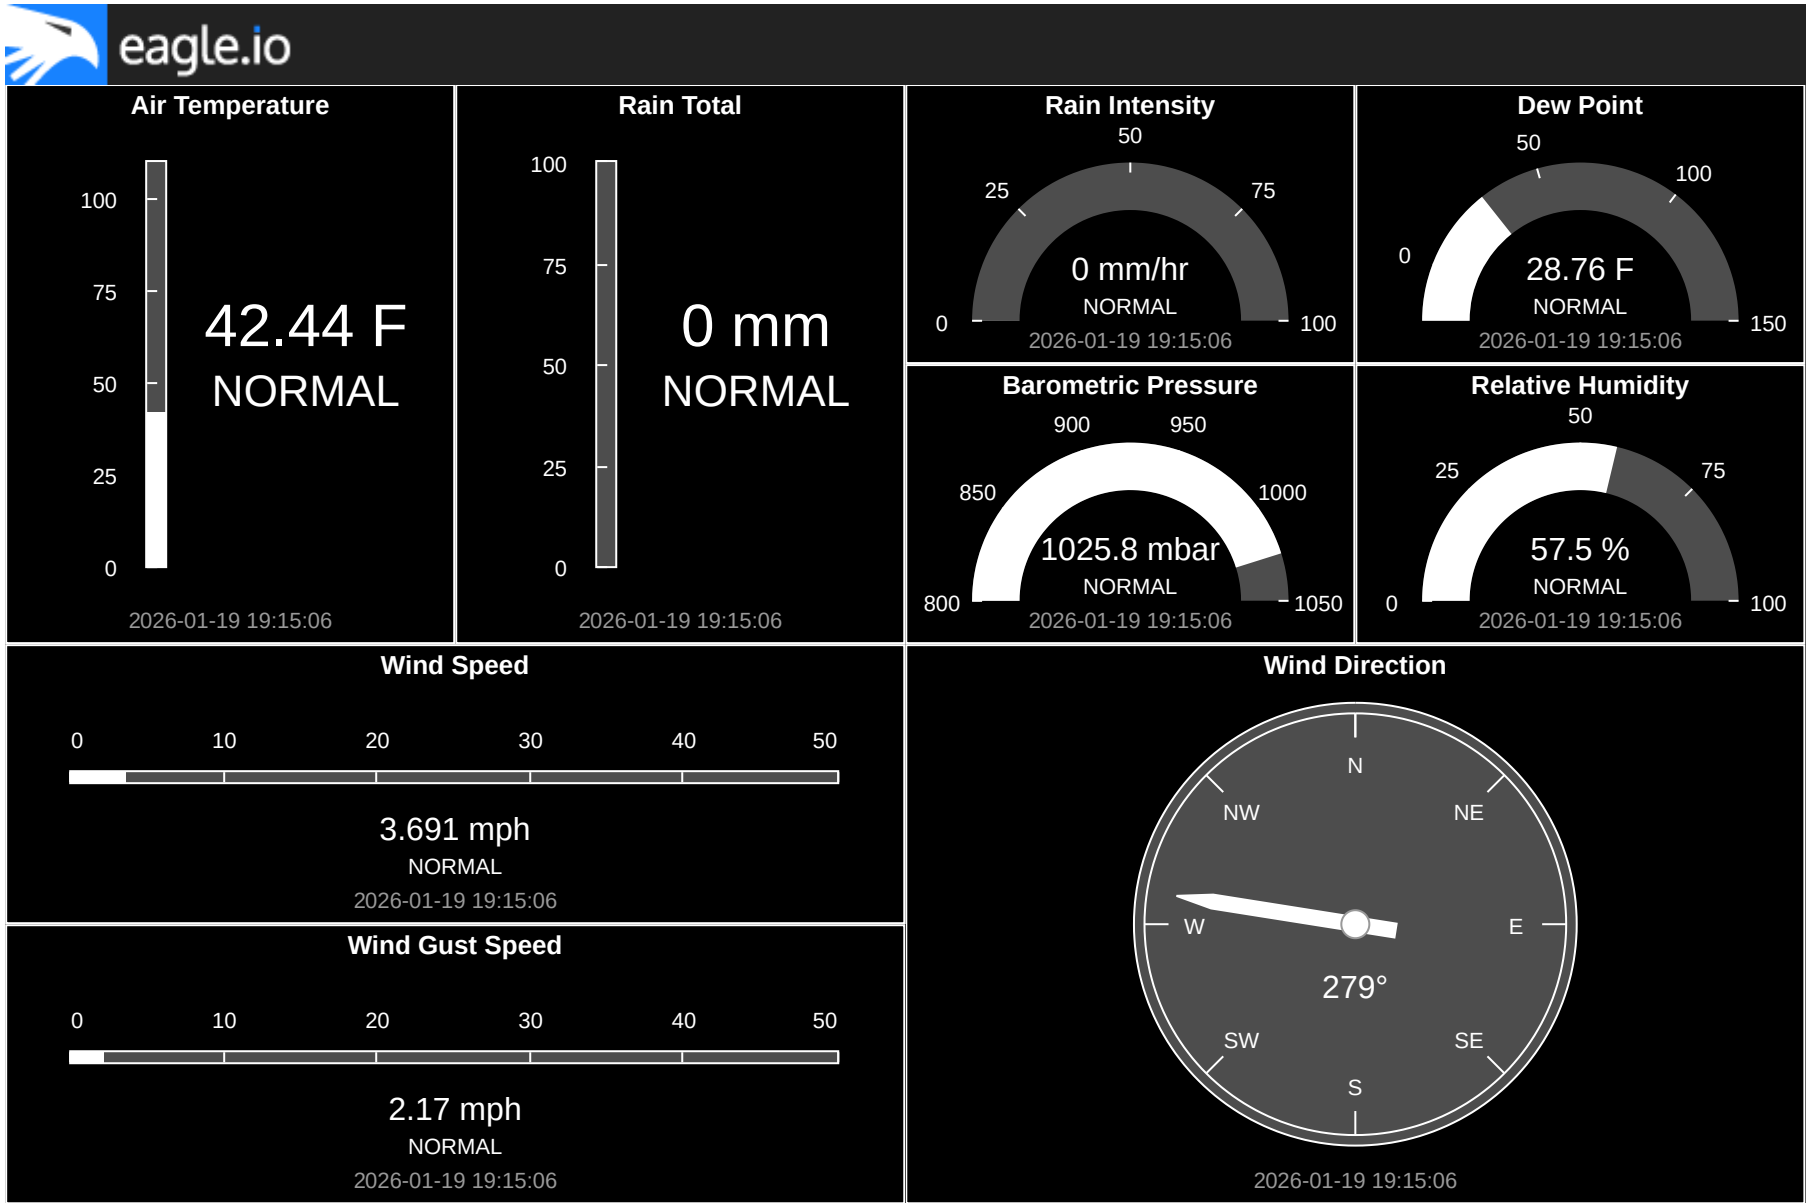 eagle.io
Air Temperature
100
75
50
25
0
42.44 F
NORMAL
2026-01-19 19:15:06
Rain Total
100
75
50
25
0
0 mm
NORMAL
2026-01-19 19:15:06
Rain Intensity
50
25
75
0
100
0 mm/hr
NORMAL
2026-01-19 19:15:06
Dew Point
50
100
0
150
28.76 F
NORMAL
2026-01-19 19:15:06
Barometric Pressure
900
950
850
1000
800
1050
1025.8 mbar
NORMAL
2026-01-19 19:15:06
Relative Humidity
50
25
75
0
100
57.5 %
NORMAL
2026-01-19 19:15:06
Wind Speed
0 10 20 30 40 50
3.691 mph
NORMAL
2026-01-19 19:15:06
Wind Gust Speed
0 10 20 30 40 50
2.17 mph
NORMAL
2026-01-19 19:15:06
Wind Direction
N
NW NE
W E
279°
SW SE
S
2026-01-19 19:15:06